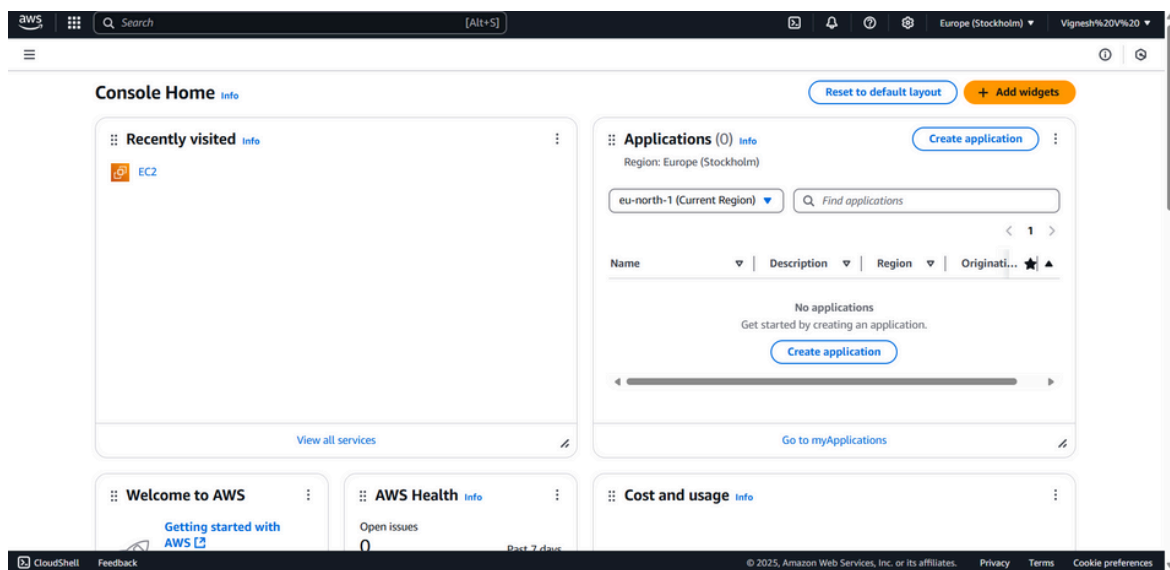 aws Search [Alt+S] Europe (Stockholm) Vignesh%20V%20
Console Home Info
Reset to default layout + Add widgets
Recently visited Info
EC2
View all services
Applications (0) Info Create application
Region: Europe (Stockholm)
eu-north-1 (Current Region) Find applications
1
Name Description Region Originati...
No applications
Get started by creating an application.
Create application
Go to myApplications
Welcome to AWS
Getting started with
AWS
AWS Health Info
Open issues
0 Past 7 days
Cost and usage Info
CloudShell Feedback © 2025, Amazon Web Services, Inc. or its affiliates. Privacy Terms Cookie preferences